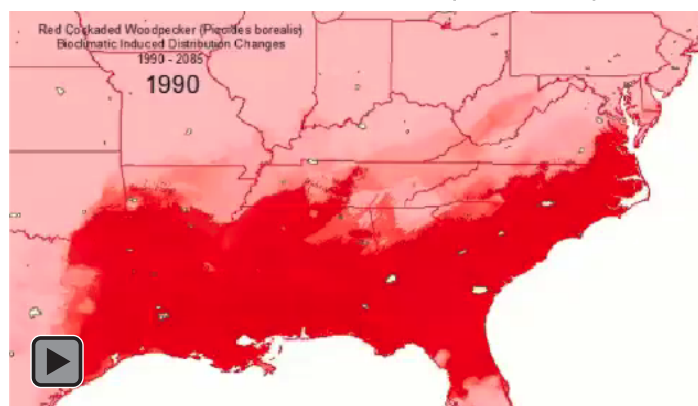 Red Cockaded Woodpecker (Picoides borealis)
Bioclimatic Induced Distribution Changes
1990 - 2085
1990